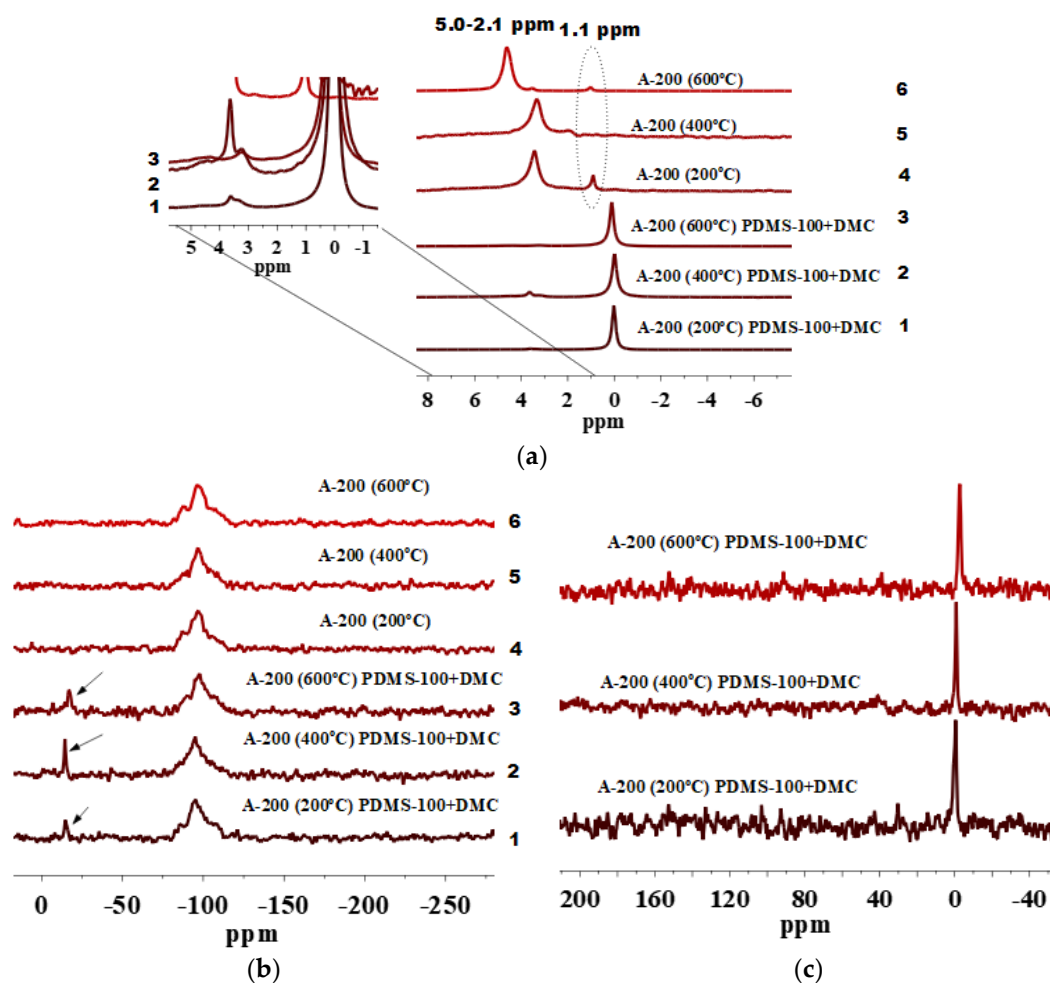 5.0-2.1 ppm 1.1 ppm
A-200 (600°C) 6
A-200 (400°C) 5
A-200 (200°C) 4
A-200 (600°C) PDMS-100+DMC 3
A-200 (400°C) PDMS-100+DMC 2
A-200 (200°C) PDMS-100+DMC 1
8 6 4 2 0 -2 -4 -6
ppm
3
2
1
5 4 3 2 1 0 -1
ppm
(a)
A-200 (600°C) 6
A-200 (400°C) 5
A-200 (200°C) 4
A-200 (600°C) PDMS-100+DMC 3
A-200 (400°C) PDMS-100+DMC 2
A-200 (200°C) PDMS-100+DMC 1
0 -50 -100 -150 -200 -250
ppm
(b)
A-200 (600°C) PDMS-100+DMC
A-200 (400°C) PDMS-100+DMC
A-200 (200°C) PDMS-100+DMC
200 160 120 80 40 0 -40
ppm
(c)